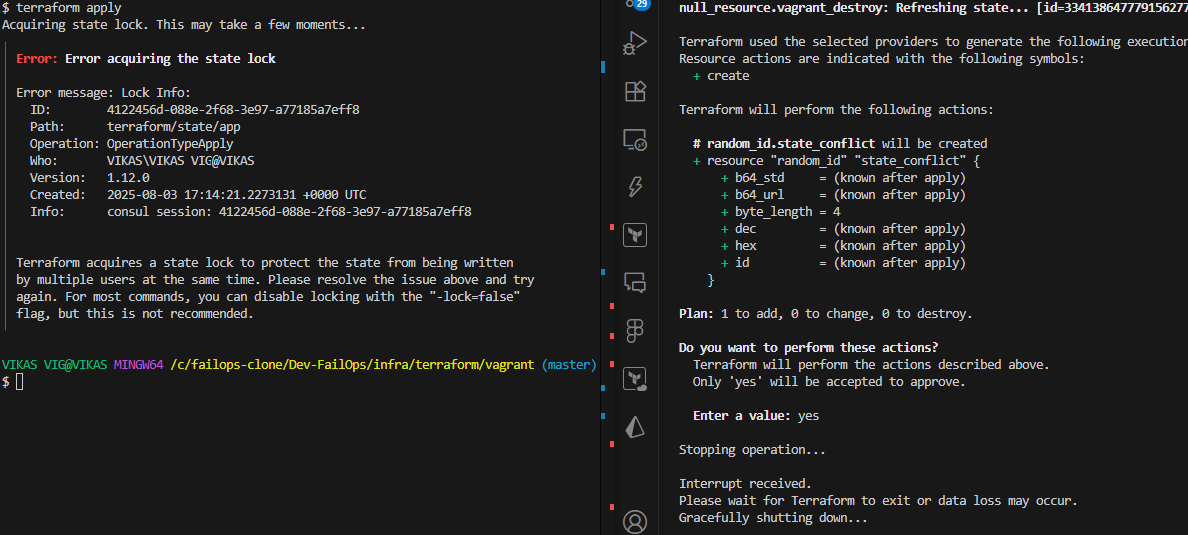 $ terraform apply
Acquiring state lock. This may take a few moments...
Error: Error acquiring the state lock
Error message: Lock Info:
ID: 4122456d-088e-2f68-3e97-a77185a7eff8
Path: terraform/state/app
Operation: OperationTypeApply
Who: VIKAS\VIKAS VIG@VIKAS
Version: 1.12.0
Created: 2025-08-03 17:14:21.2273131 +0000 UTC
Info: consul session: 4122456d-088e-2f68-3e97-a77185a7eff8
Terraform acquires a state lock to protect the state from being written
by multiple users at the same time. Please resolve the issue above and try
again. For most commands, you can disable locking with the "-lock=false"
flag, but this is not recommended.
VIKAS VIG@VIKAS MINGW64 /c/failops-clone/Dev-FailOps/infra/terraform/vagrant (master)
$
29
null_resource.vagrant_destroy: Refreshing state... [id=334138647779156277
Terraform used the selected providers to generate the following execution
Resource actions are indicated with the following symbols:
+ create
Terraform will perform the following actions:
# random_id.state_conflict will be created
+ resource "random_id" "state_conflict" {
+ b64_std = (known after apply)
+ b64_url = (known after apply)
+ byte_length = 4
+ dec = (known after apply)
+ hex = (known after apply)
+ id = (known after apply)
}
Plan: 1 to add, 0 to change, 0 to destroy.
Do you want to perform these actions?
Terraform will perform the actions described above.
Only 'yes' will be accepted to approve.
Enter a value: yes
Stopping operation...
Interrupt received.
Please wait for Terraform to exit or data loss may occur.
Gracefully shutting down...